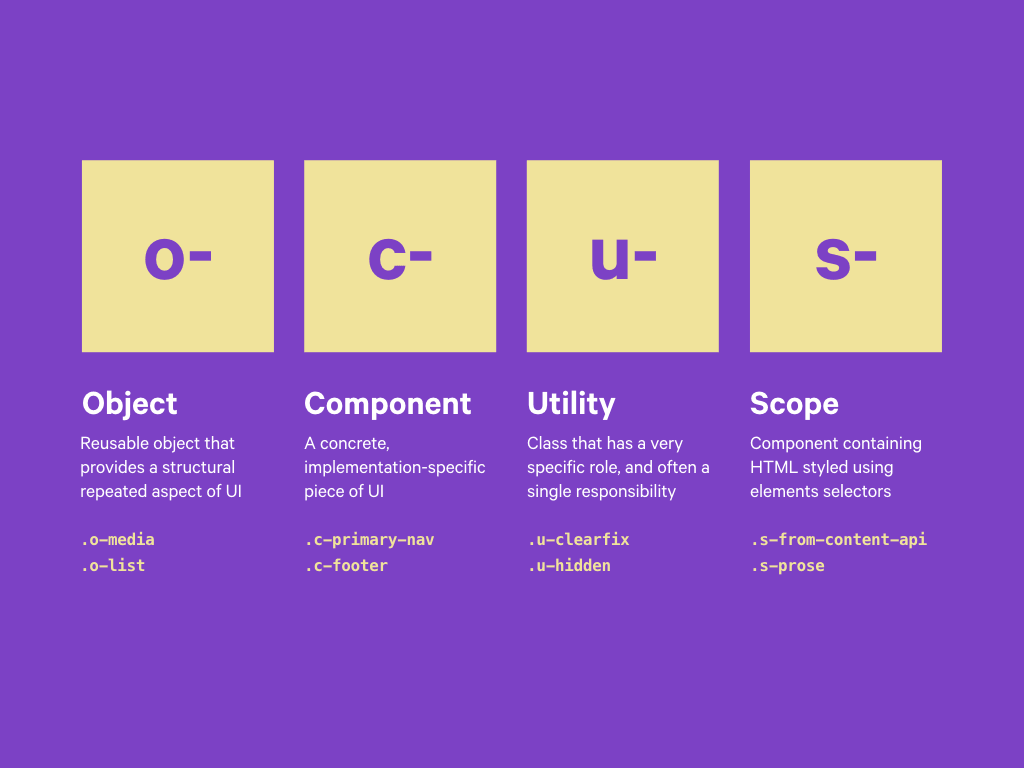 o-
c-
u-
s-
Object
Reusable object that
provides a structural
repeated aspect of UI
.o-media
.o-list
Component
A concrete,
implementation-specific
piece of UI
.c-primary-nav
.c-footer
Utility
Class that has a very
specific role, and often a
single responsibility
.u-clearfix
.u-hidden
Scope
Component containing
HTML styled using
elements selectors
.s-from-content-api
.s-prose